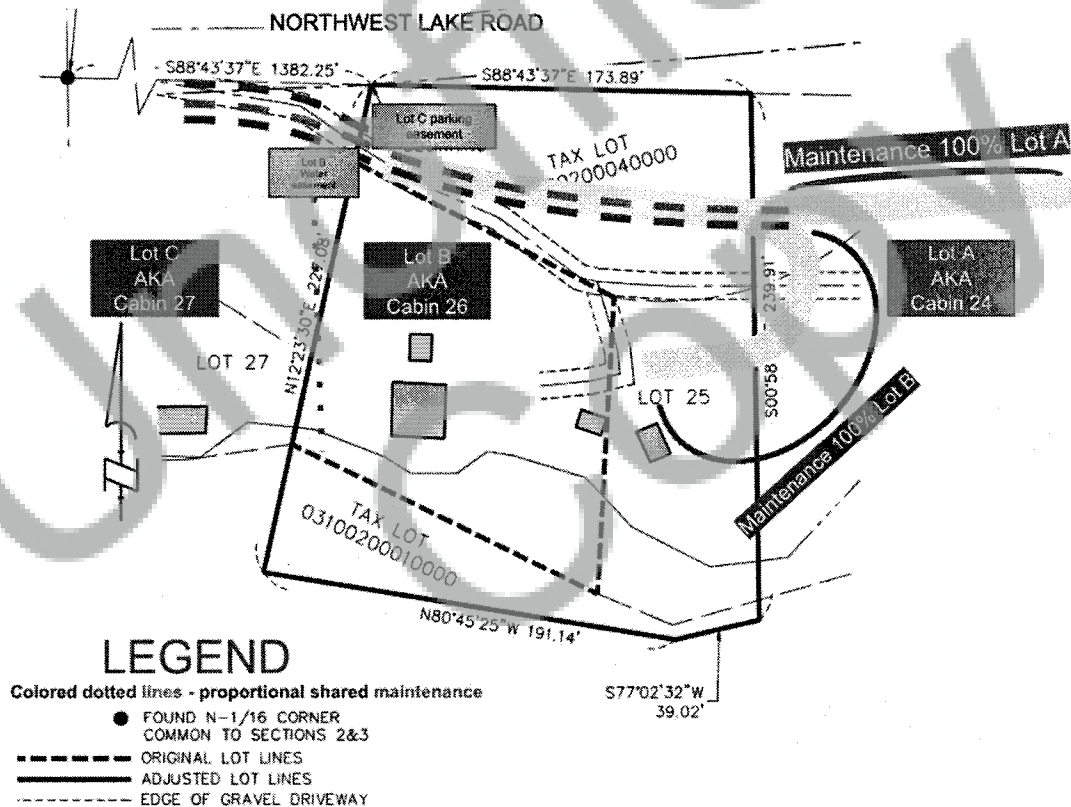 NORTHWEST LAKE ROAD
S88°43'37"E 1382.25'
S88°43'37"E 173.89'
Lot C parking
easement
Lot B
Water
easement
TAX LOT
0200040000
Maintenance 100% Lot A
Lot C
AKA
Cabin 27
Lot B
AKA
Cabin 26
Lot A
AKA
Cabin 24
N12°23'30"E
S00°58
239.91'
LOT 27
LOT 25
Maintenance 100% Lot B
TAX LOT
03100200010000
N80°45'25"W 191.14'
S77°02'32"W
39.02'
LEGEND
Colored dotted lines - proportional shared maintenance
FOUND N-1/16 CORNER
COMMON TO SECTIONS 2&3
ORIGINAL LOT LINES
ADJUSTED LOT LINES
EDGE OF GRAVEL DRIVEWAY
Copy